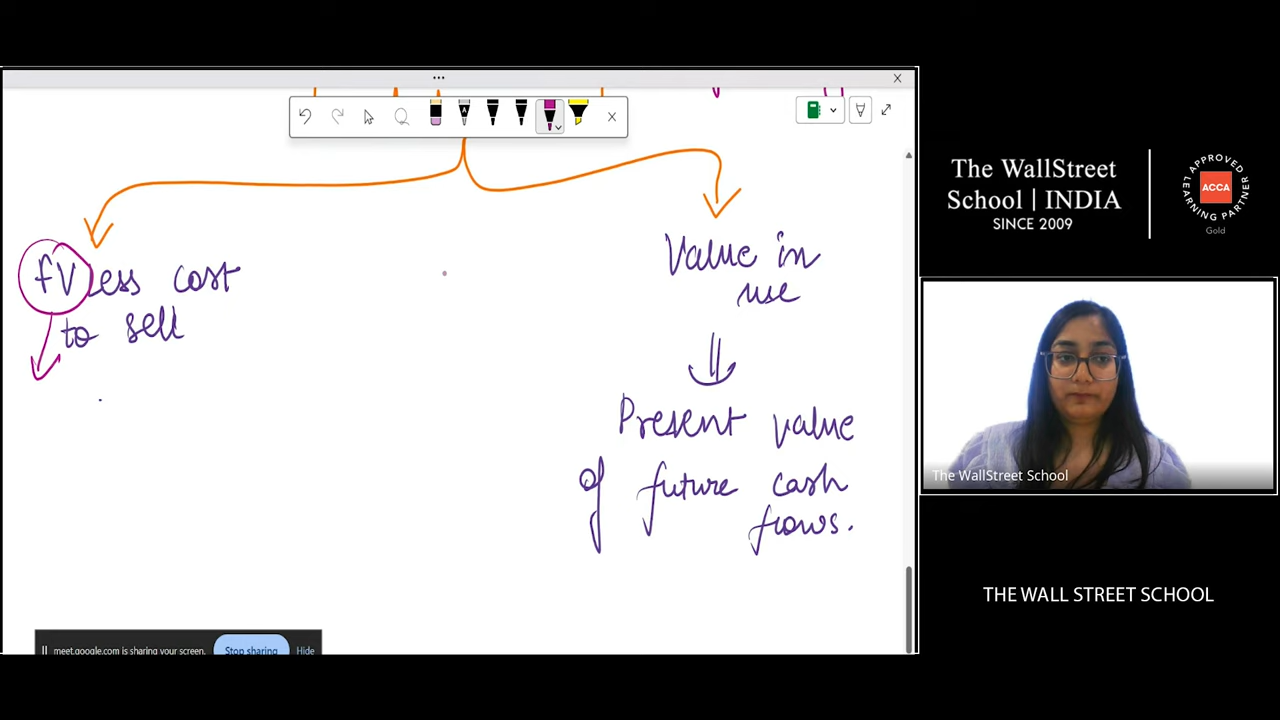 fV less cost
to sell
Value in
use
Present value
of future cash
flows.
meet.google.com is sharing your screen.
Stop sharing
Hide
The WallStreet
School | INDIA
SINCE 2009
APPROVED
LEARNING PARTNER
ACCA
Gold
The WallStreet School
THE WALL STREET SCHOOL